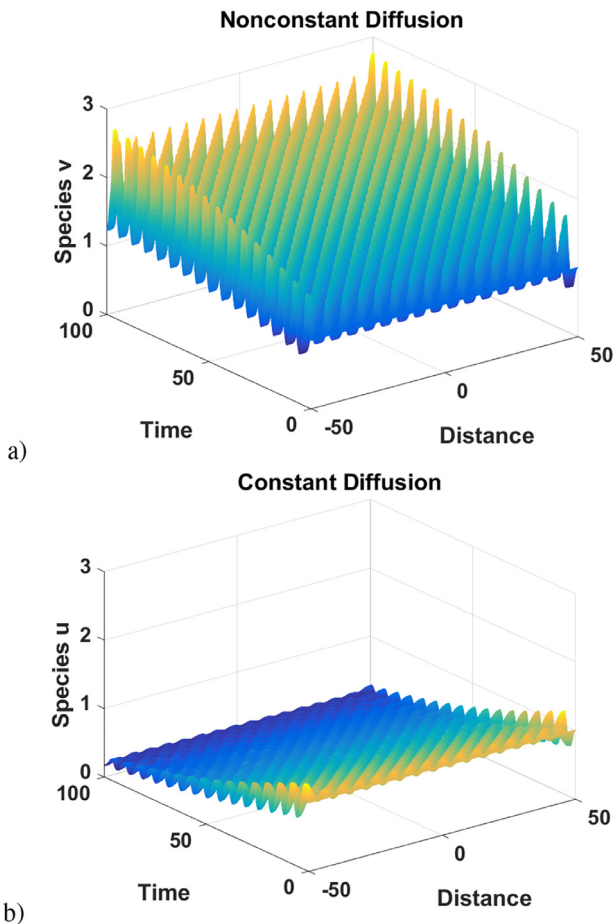 Nonconstant Diffusion
3
2
1
0
Species v
100
50
0
Time
-50
0
50
Distance
a)
Constant Diffusion
3
2
1
0
Species u
100
50
0
Time
-50
0
50
Distance
b)